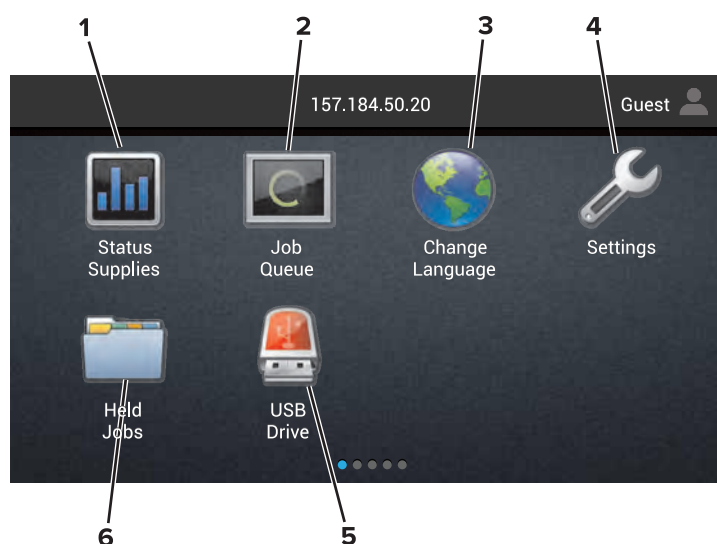 1 2 3 4
157.184.50.20 Guest
Status Supplies
Job Queue
Change Language
Settings
Held Jobs
USB Drive
6 5